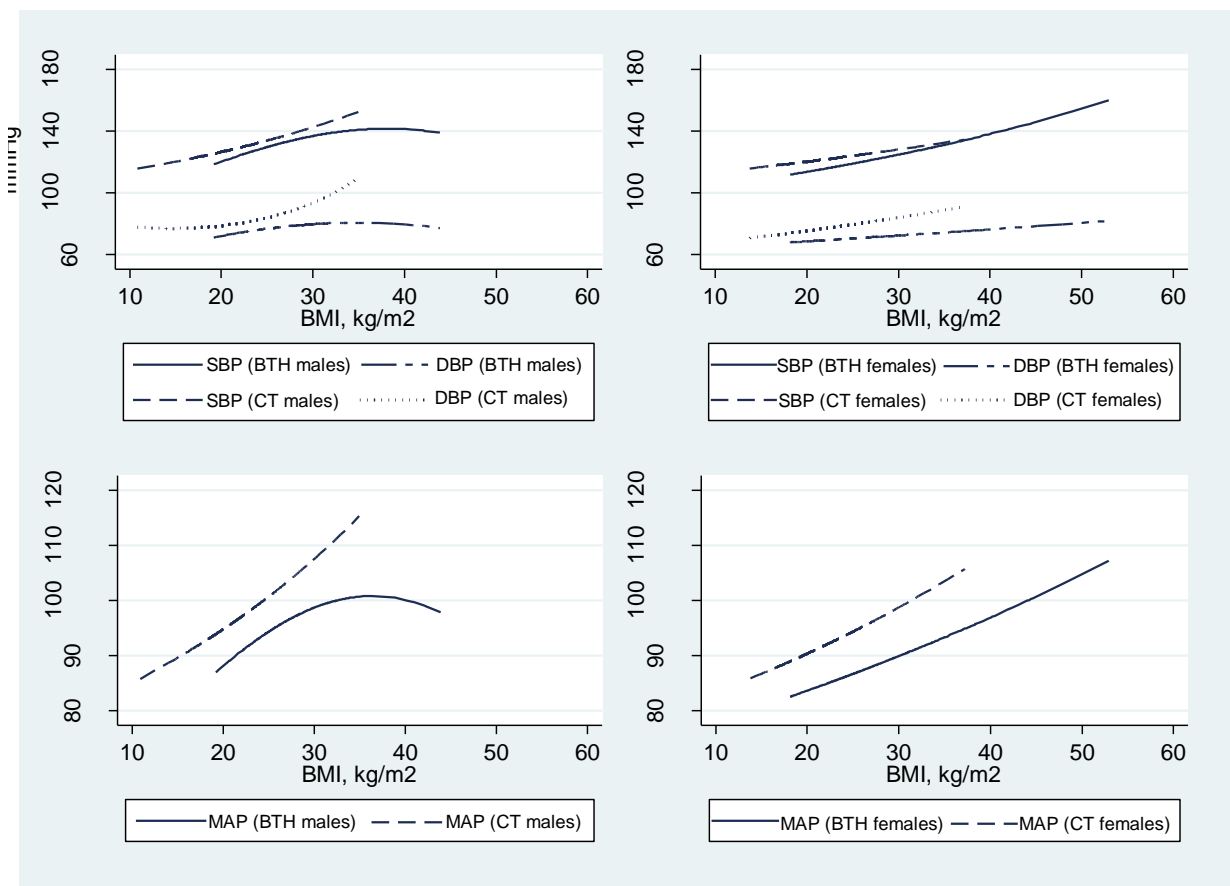 180
140
100
60
mmHg
10 20 30 40 50 60
BMI, kg/m2
SBP (BTH males) DBP (BTH males)
SBP (CT males) DBP (CT males)
180
140
100
60
10 20 30 40 50 60
BMI, kg/m2
SBP (BTH females) DBP (BTH females)
SBP (CT females) DBP (CT females)
120
110
100
90
80
10 20 30 40 50 60
BMI, kg/m2
MAP (BTH males) MAP (CT males)
120
110
100
90
80
10 20 30 40 50 60
BMI, kg/m2
MAP (BTH females) MAP (CT females)